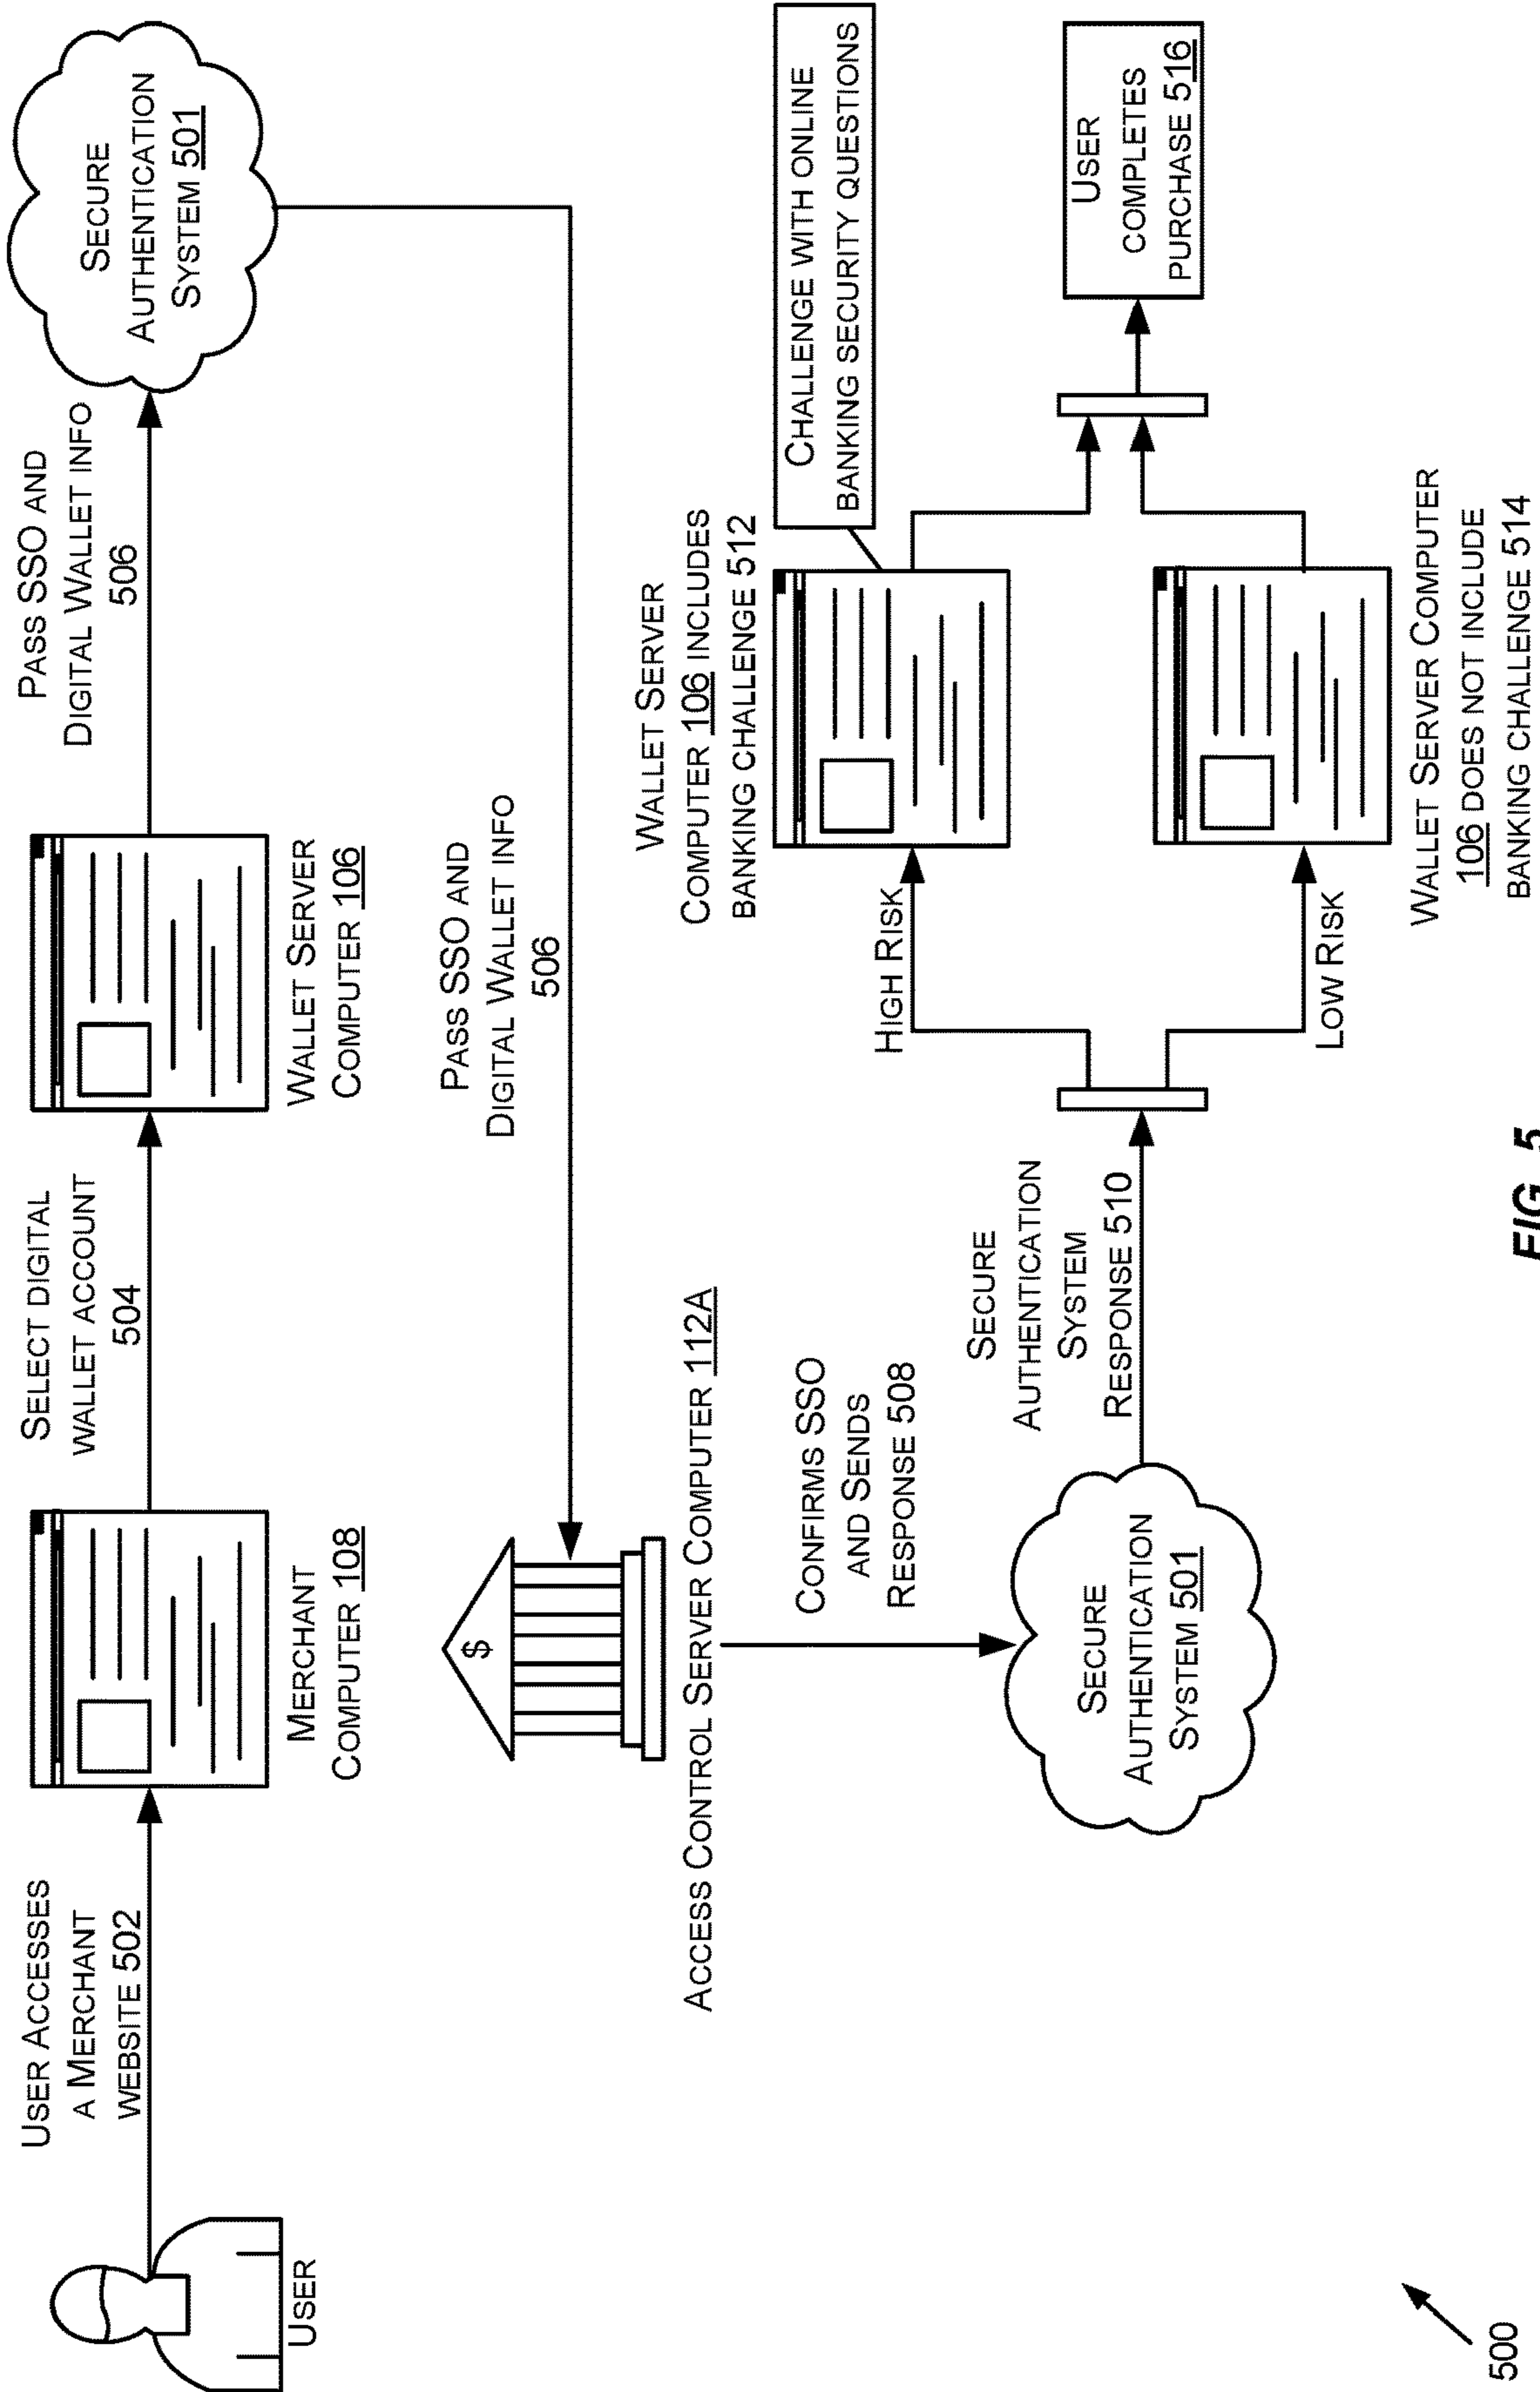 USER ACCESSES
A MERCHANT
WEBSITE 502
SELECT DIGITAL
WALLET ACCOUNT
504
PASS SSO AND
DIGITAL WALLET INFO
506
SECURE
AUTHENTICATION
SYSTEM 501
USER
MERCHANT
COMPUTER 108
WALLET SERVER
COMPUTER 106
PASS SSO AND
DIGITAL WALLET INFO
506
$
ACCESS CONTROL SERVER COMPUTER 112A
CONFIRMS SSO
AND SENDS
RESPONSE 508
SECURE
AUTHENTICATION
SYSTEM 501
SECURE
AUTHENTICATION
SYSTEM
RESPONSE 510
HIGH RISK
LOW RISK
WALLET SERVER
COMPUTER 106 INCLUDES
BANKING CHALLENGE 512
CHALLENGE WITH ONLINE
BANKING SECURITY QUESTIONS
WALLET SERVER COMPUTER
106 DOES NOT INCLUDE
BANKING CHALLENGE 514
USER
COMPLETES
PURCHASE 516
500
FIG. 5